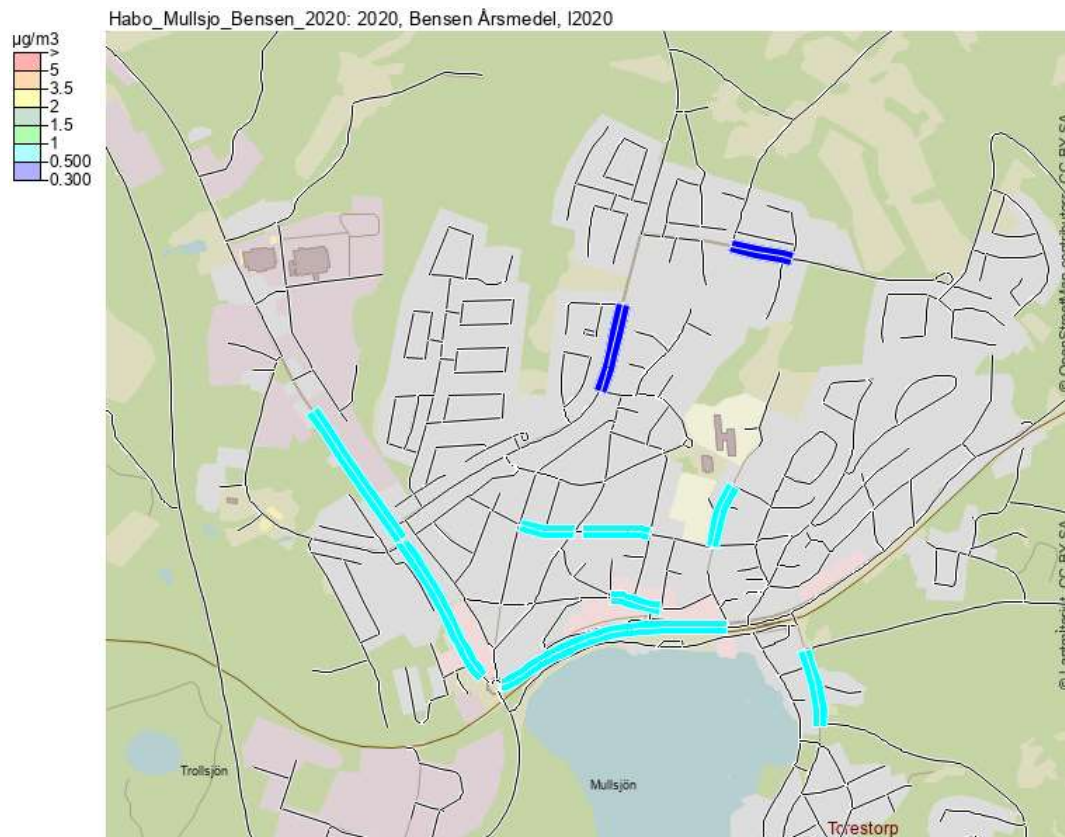 Habo_Mullsjo_Bensen_2020: 2020, Bensen Årsmedel, I2020
µg/m3
>
5
3.5
2
1.5
1
0.500
0.300
© OpenStreetMap contributors CC BY SA
© Lantmäteriet CC BY SA
Trollsjön
Mullsjön
Torestorp